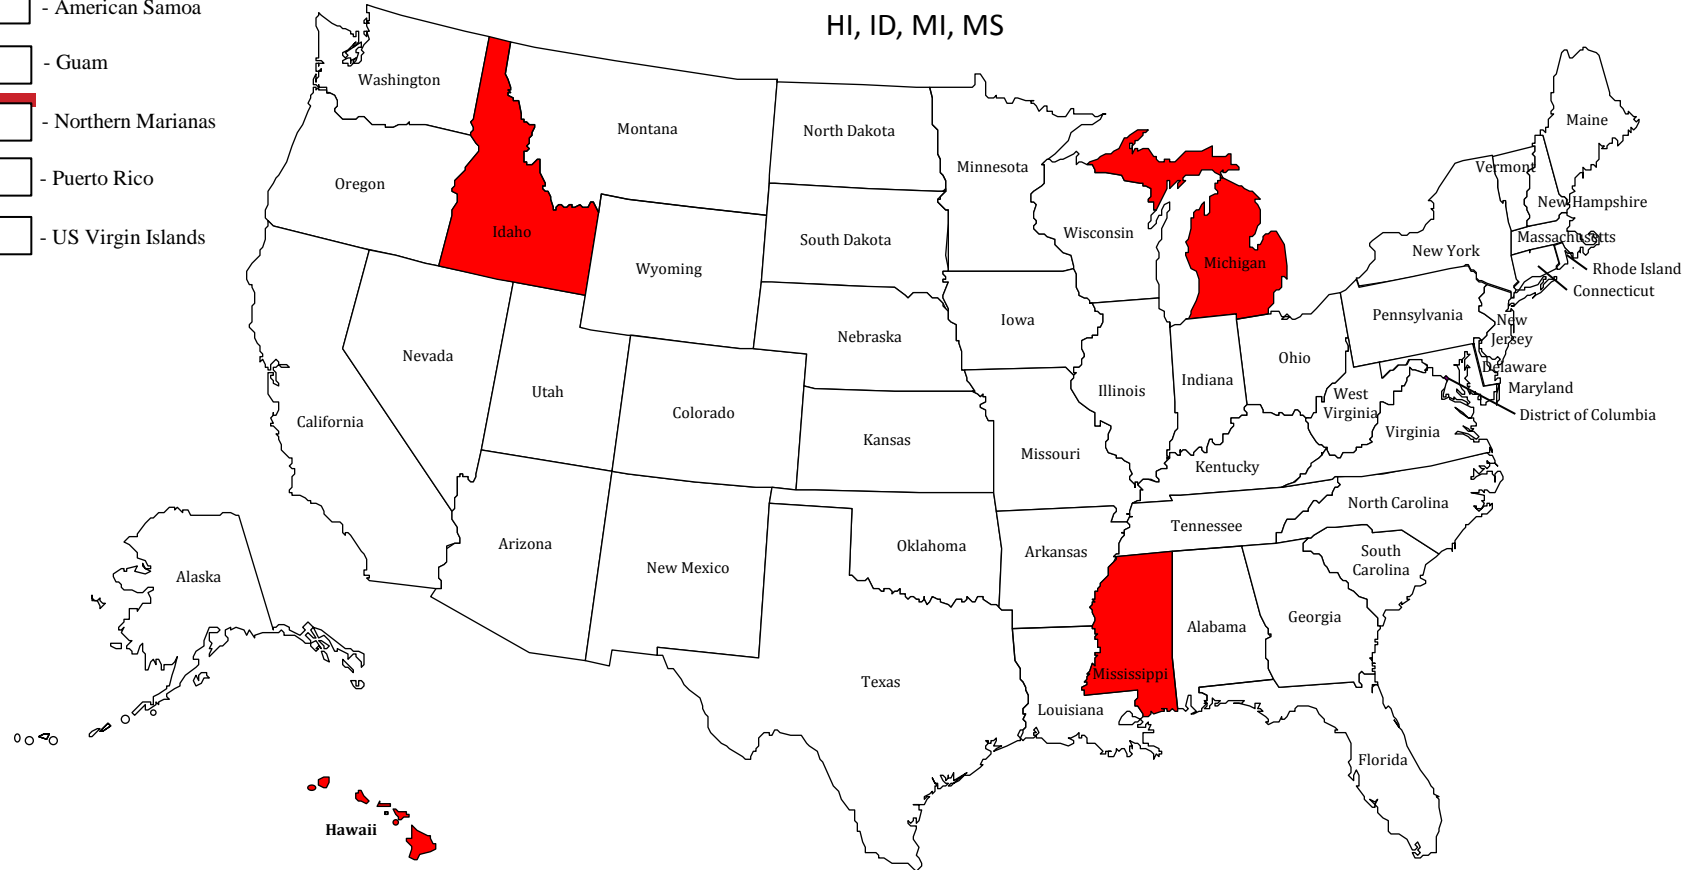 - American Samoa
HI, ID, MI, MS
- Guam
- Northern Marianas
- Puerto Rico
- US Virgin Islands
Washington
Montana
North Dakota
Minnesota
Maine
Vermont
Oregon
New Hampshire
Idaho
South Dakota
Wisconsin
Massachusetts
New York
Wyoming
Michigan
Rhode Island
Connecticut
Iowa
Pennsylvania
New
Jersey
Nebraska
Nevada
Ohio
Delaware
Utah
Indiana
Illinois
Maryland
West
Virginia
Colorado
District of Columbia
California
Kansas
Virginia
Missouri
Kentucky
North Carolina
Tennessee
Arizona
Oklahoma
Arkansas
South
Carolina
New Mexico
Alaska
Georgia
Alabama
Mississippi
Texas
Louisiana
Florida
Hawaii